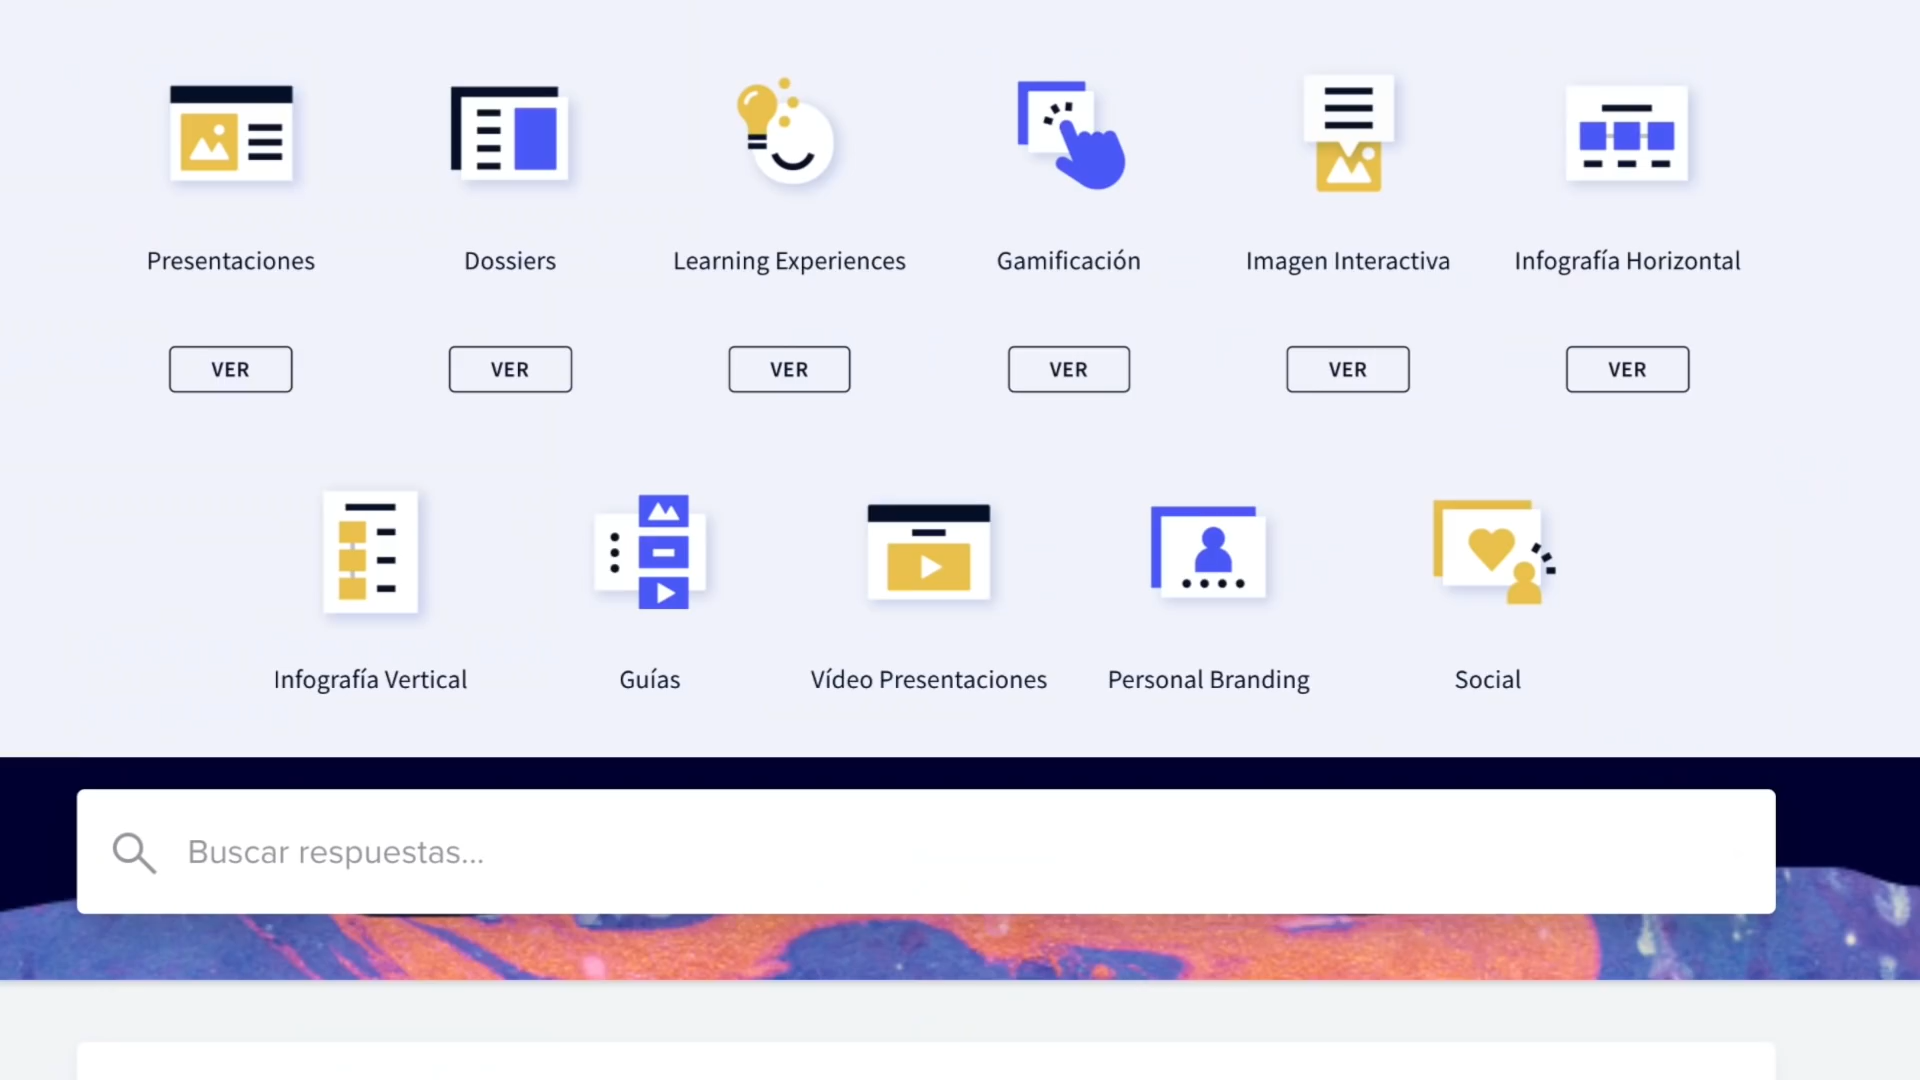 Presentaciones Dossiers Learning Experiences Gamificación Imagen Interactiva Infografía Horizontal
VER VER VER VER VER VER
Infografía Vertical Guías Vídeo Presentaciones Personal Branding Social
Buscar respuestas...